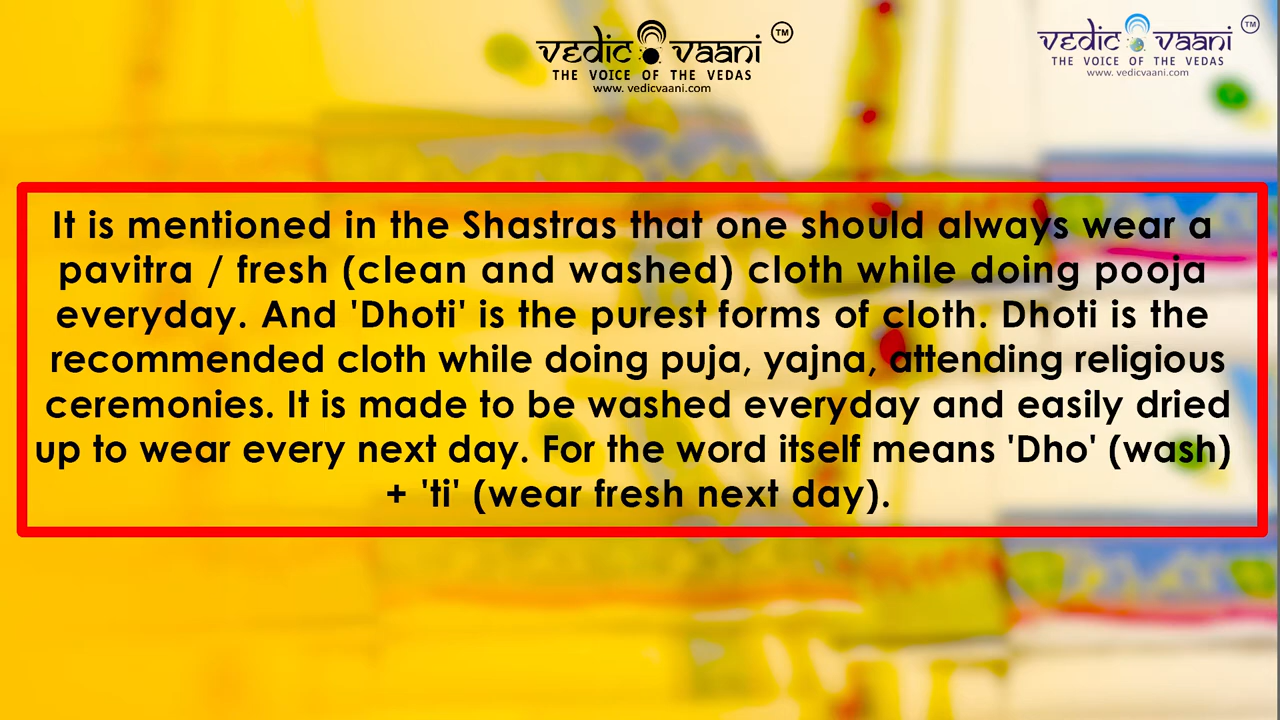 vedic vaani TM
THE VOICE OF THE VEDAS
www. vedicvaani.com
vedic vaani TM
THE VOICE OF THE VEDAS
www. vedicvaani.com
It is mentioned in the Shastras that one should always wear a
pavitra / fresh (clean and washed) cloth while doing pooja
everyday. And 'Dhoti' is the purest forms of cloth. Dhoti is the
recommended cloth while doing puja, yajna, attending religious
ceremonies. It is made to be washed everyday and easily dried
up to wear every next day. For the word itself means 'Dho' (wash)
+ 'ti' (wear fresh next day).